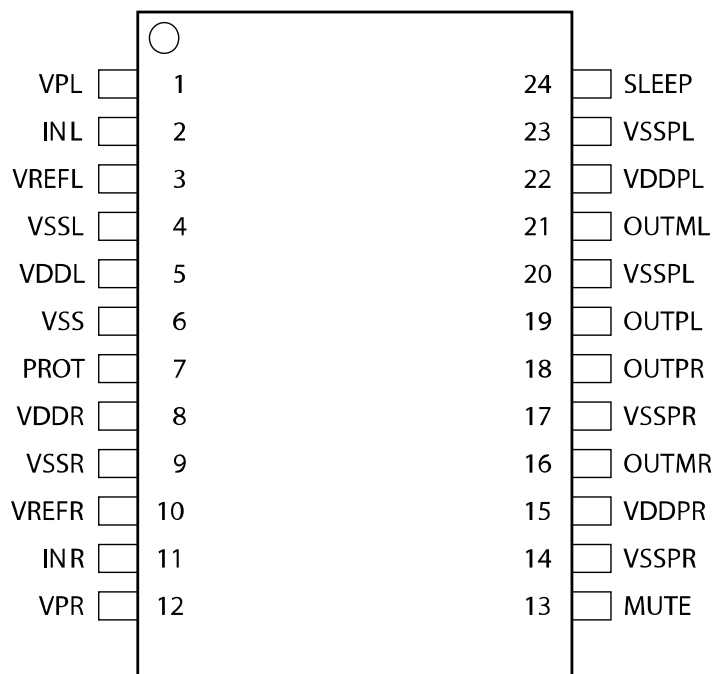 VPL 1 24 SLEEP
INL 2 23 VSSPL
VREFL 3 22 VDDPL
VSSL 4 21 OUTML
VDDL 5 20 VSSPL
VSS 6 19 OUTPL
PROT 7 18 OUTPR
VDDR 8 17 VSSPR
VSSR 9 16 OUTMR
VREFR 10 15 VDDPR
INR 11 14 VSSPR
VPR 12 13 MUTE